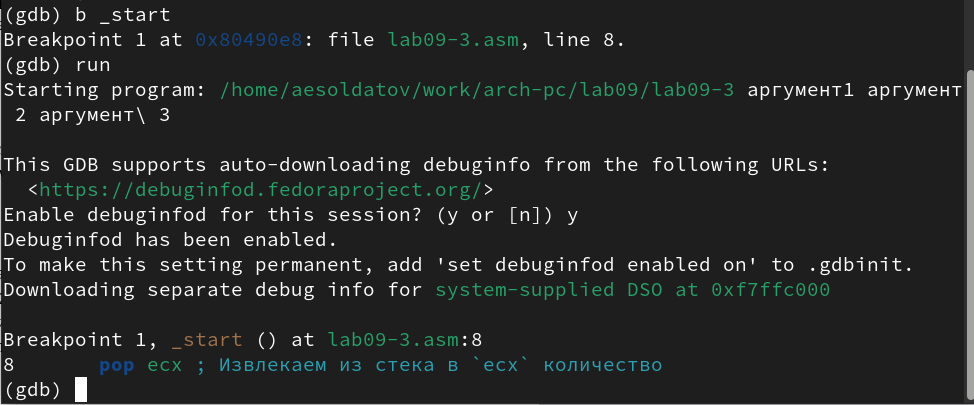 (gdb) b _start
Breakpoint 1 at 0x80490e8: file lab09-3.asm, line 8.
(gdb) run
Starting program: /home/aesoldatov/work/arch-pc/lab09/lab09-3 аргумент1 аргумент
 2 аргумент\ 3

This GDB supports auto-downloading debuginfo from the following URLs:
  <https://debuginfod.fedoraproject.org/>
Enable debuginfod for this session? (y or [n]) y
Debuginfod has been enabled.
To make this setting permanent, add 'set debuginfod enabled on' to .gdbinit.
Downloading separate debug info for system-supplied DSO at 0xf7ffc000

Breakpoint 1, _start () at lab09-3.asm:8
8       pop ecx ; Извлекаем из стека в `ecx` количество
(gdb)